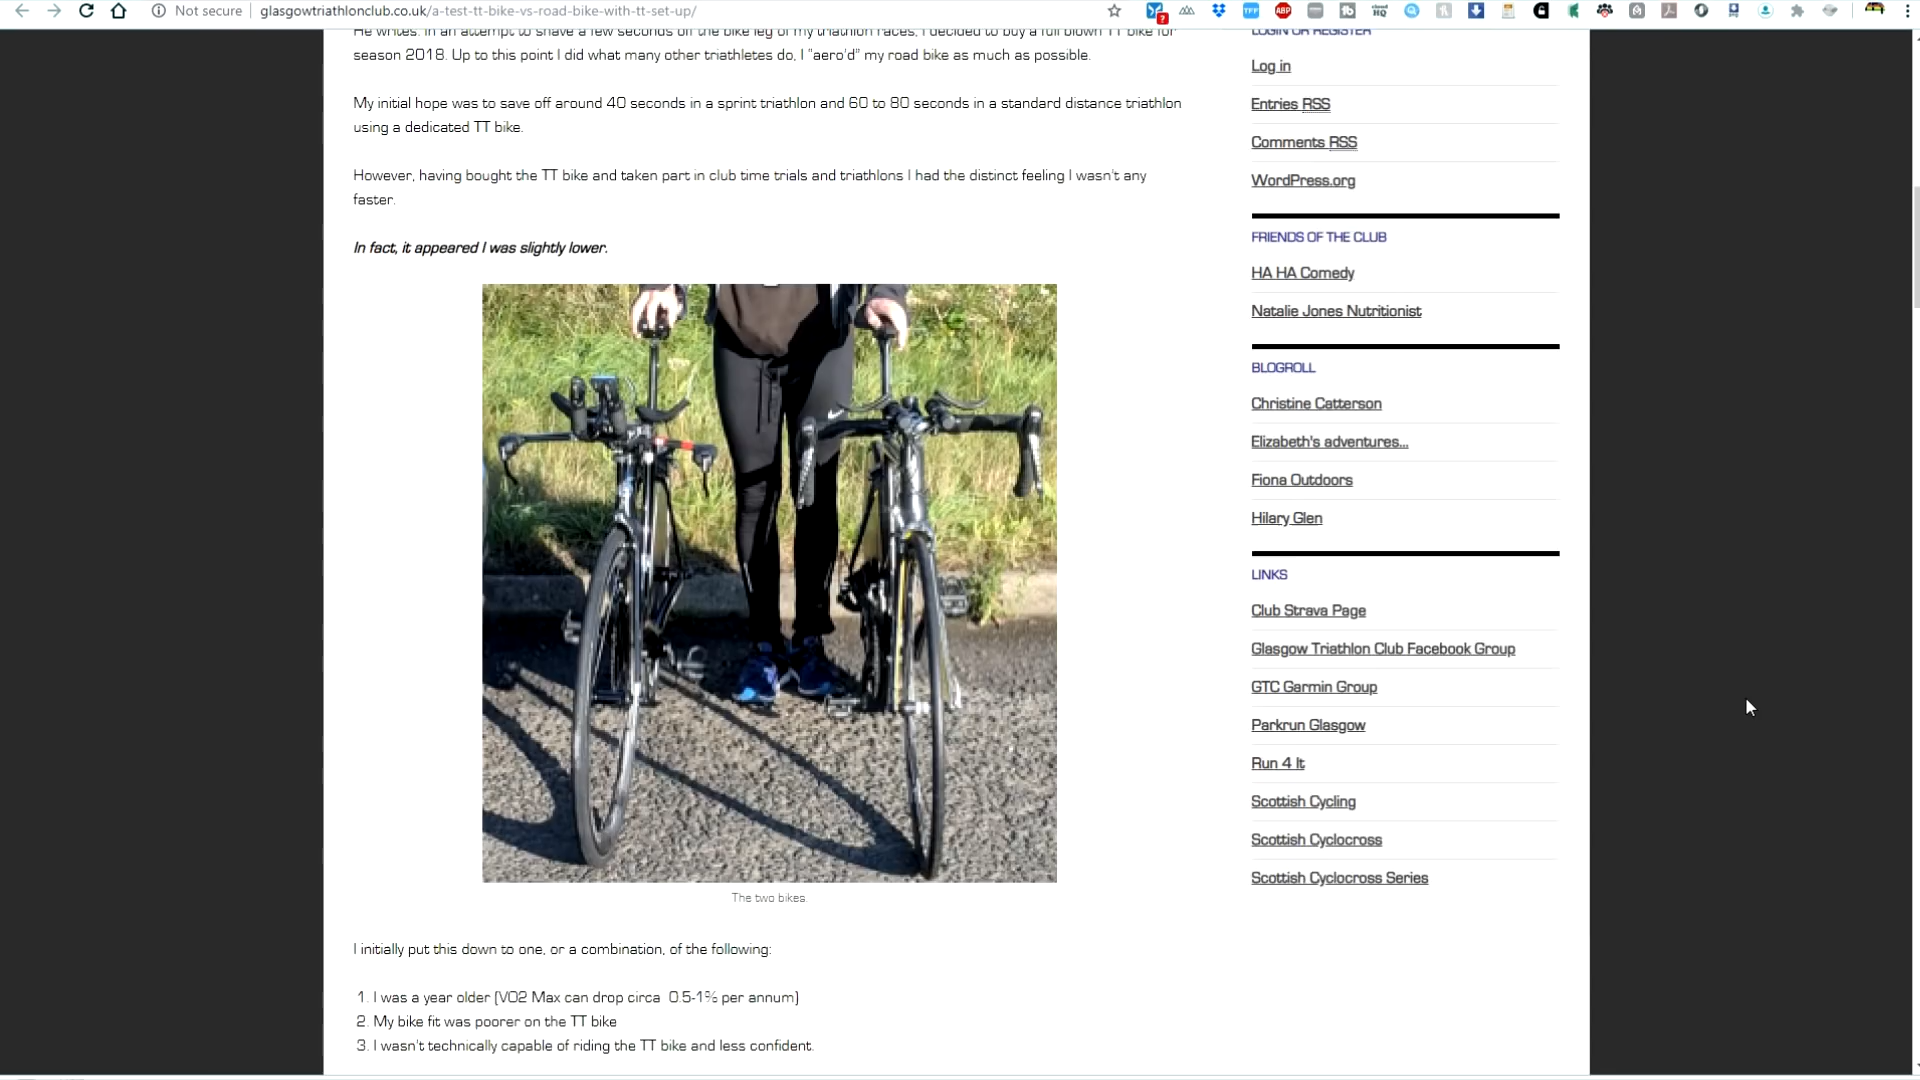 Not secure
glasgowtriathlonclub.co.uk/a-test-tt-bike-vs-road-bike-with-tt-set-up/
He writes: In an attempt to shave a few seconds off the bike leg of my triathlon races, I decided to buy a full blown TT bike for
season 2018. Up to this point I did what many other triathletes do, I "aero'd" my road bike as much as possible.
My initial hope was to save off around 40 seconds in a sprint triathlon and 60 to 80 seconds in a standard distance triathlon
using a dedicated TT bike.
However, having bought the TT bike and taken part in club time trials and triathlons I had the distinct feeling I wasn't any
faster.
In fact, it appeared I was slightly lower.
The two bikes.
I initially put this down to one, or a combination, of the following:
1. I was a year older (VO2 Max can drop circa 0.5-1% per annum)
2. My bike fit was poorer on the TT bike
3. I wasn't technically capable of riding the TT bike and less confident.
LOGIN OR REGISTER
Log in
Entries RSS
Comments RSS
WordPress.org
FRIENDS OF THE CLUB
HA HA Comedy
Natalie Jones Nutritionist
BLOGROLL
Christine Catterson
Elizabeth's adventures...
Fiona Outdoors
Hilary Glen
LINKS
Club Strava Page
Glasgow Triathlon Club Facebook Group
GTC Garmin Group
Parkrun Glasgow
Run 4 It
Scottish Cycling
Scottish Cyclocross
Scottish Cyclocross Series